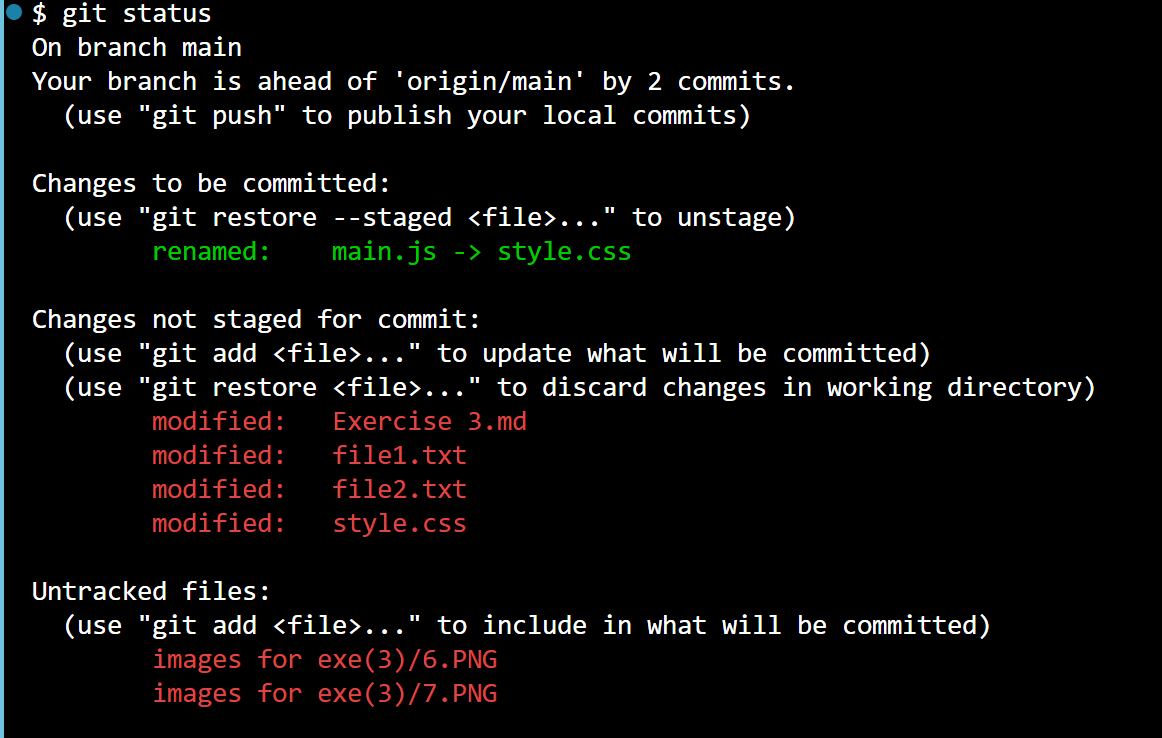 $ git status
On branch main
Your branch is ahead of 'origin/main' by 2 commits.
  (use "git push" to publish your local commits)

Changes to be committed:
  (use "git restore --staged <file>..." to unstage)
        renamed:    main.js -> style.css

Changes not staged for commit:
  (use "git add <file>..." to update what will be committed)
  (use "git restore <file>..." to discard changes in working directory)
        modified:   Exercise 3.md
        modified:   file1.txt
        modified:   file2.txt
        modified:   style.css

Untracked files:
  (use "git add <file>..." to include in what will be committed)
        images for exe(3)/6.PNG
        images for exe(3)/7.PNG